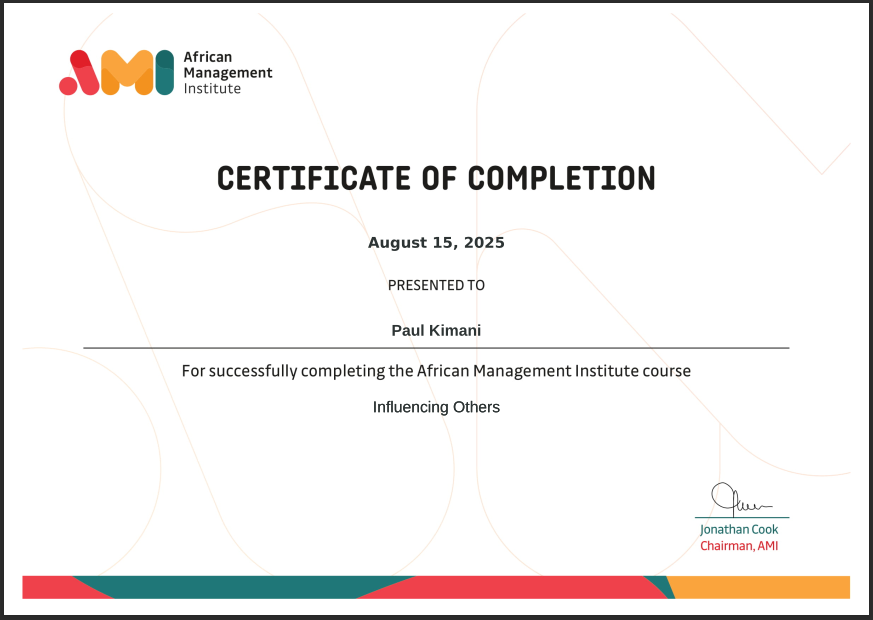 AMI
African
Management
Institute
CERTIFICATE OF COMPLETION
August 15, 2025
PRESENTED TO
Paul Kimani
For successfully completing the African Management Institute course
Influencing Others
Jonathan Cook
Chairman, AMI